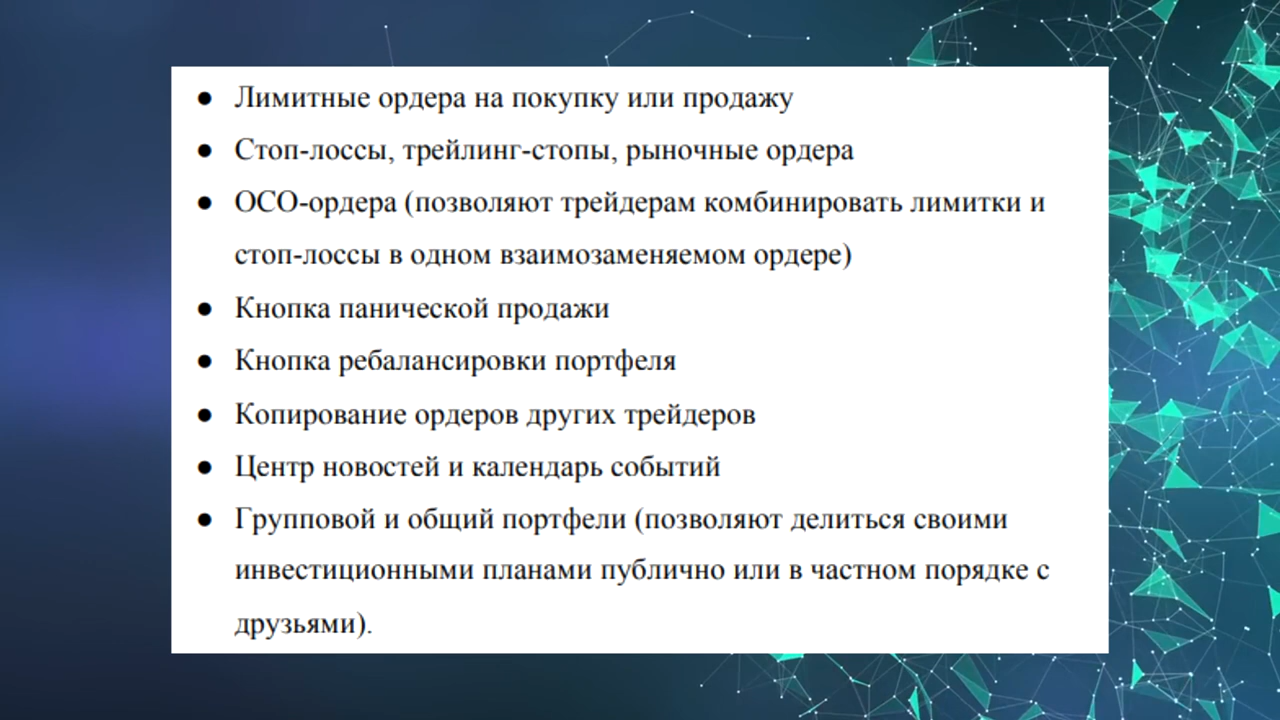 ● Лимитные ордера на покупку или продажу
● Стоп-лоссы, трейлинг-стопы, рыночные ордера
● ОСО-ордера (позволяют трейдерам комбинировать лимитки и
стоп-лоссы в одном взаимозаменяемом ордере)
● Кнопка панической продажи
● Кнопка ребалансировки портфеля
● Копирование ордеров других трейдеров
● Центр новостей и календарь событий
● Групповой и общий портфели (позволяют делиться своими
инвестиционными планами публично или в частном порядке с
друзьями).